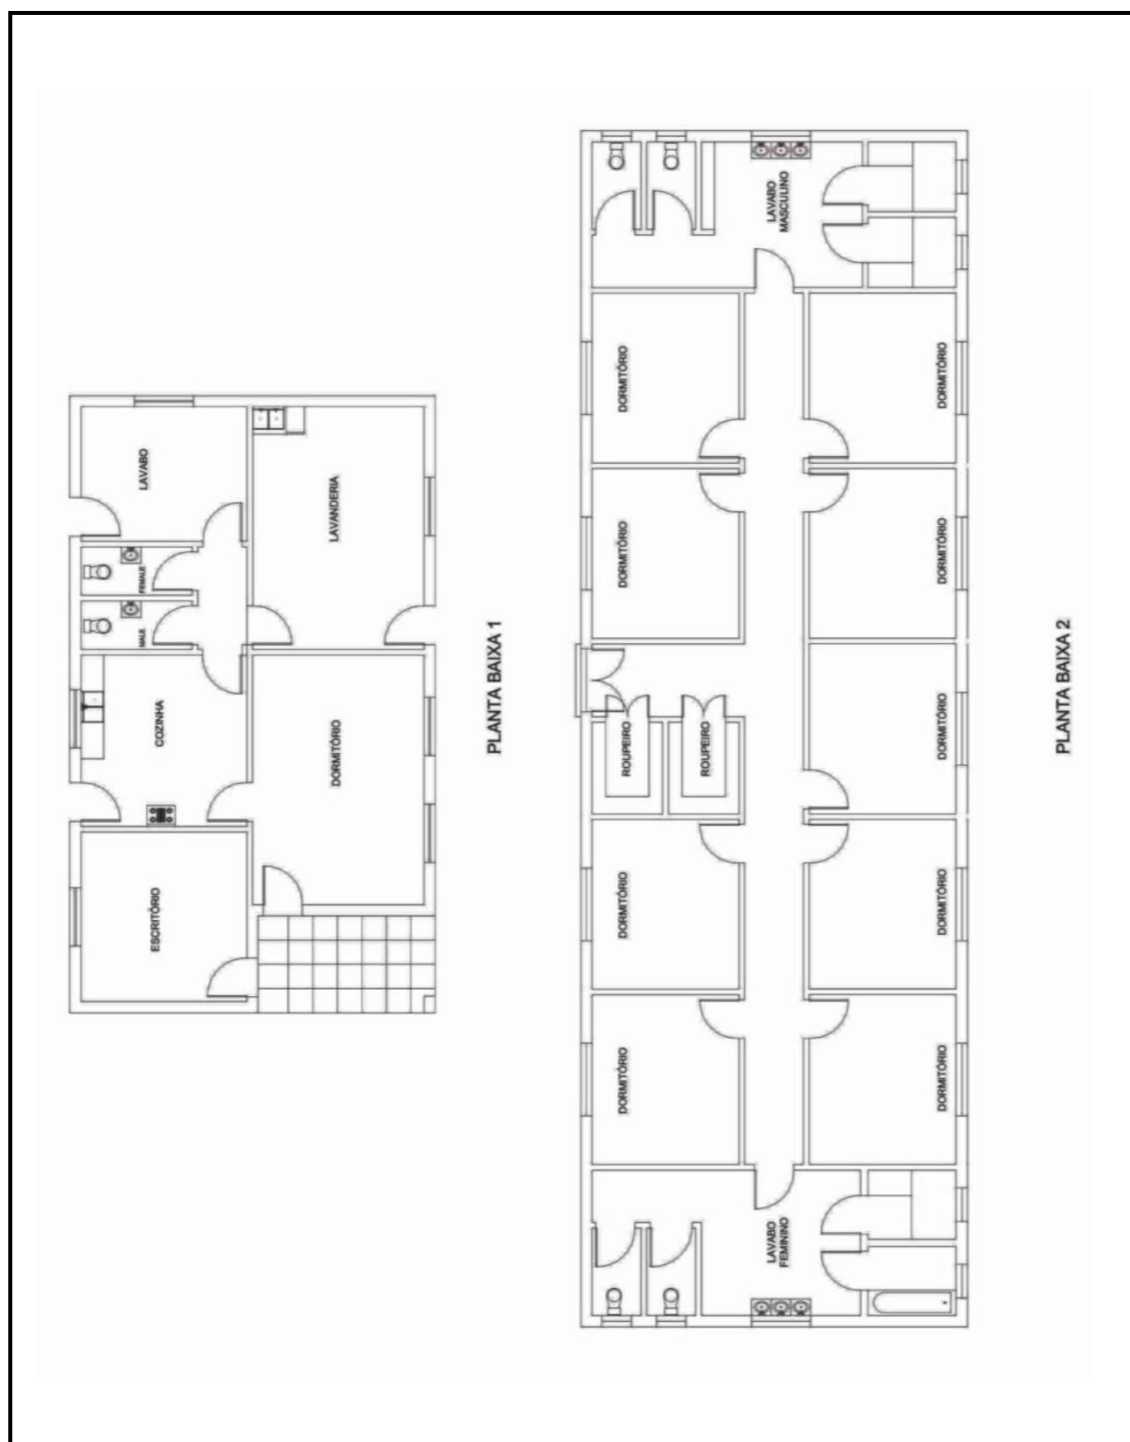 LAVABO
LAVANDERIA
FEMALE
MALE
COZINHA
DORMITÓRIO
ESCRITÓRIO
PLANTA BAIXA 1
LAVABO
MASCULINO
DORMITÓRIO
DORMITÓRIO
DORMITÓRIO
DORMITÓRIO
DORMITÓRIO
ROUPEIRO
ROUPEIRO
DORMITÓRIO
DORMITÓRIO
DORMITÓRIO
DORMITÓRIO
LAVABO
FEMININO
PLANTA BAIXA 2